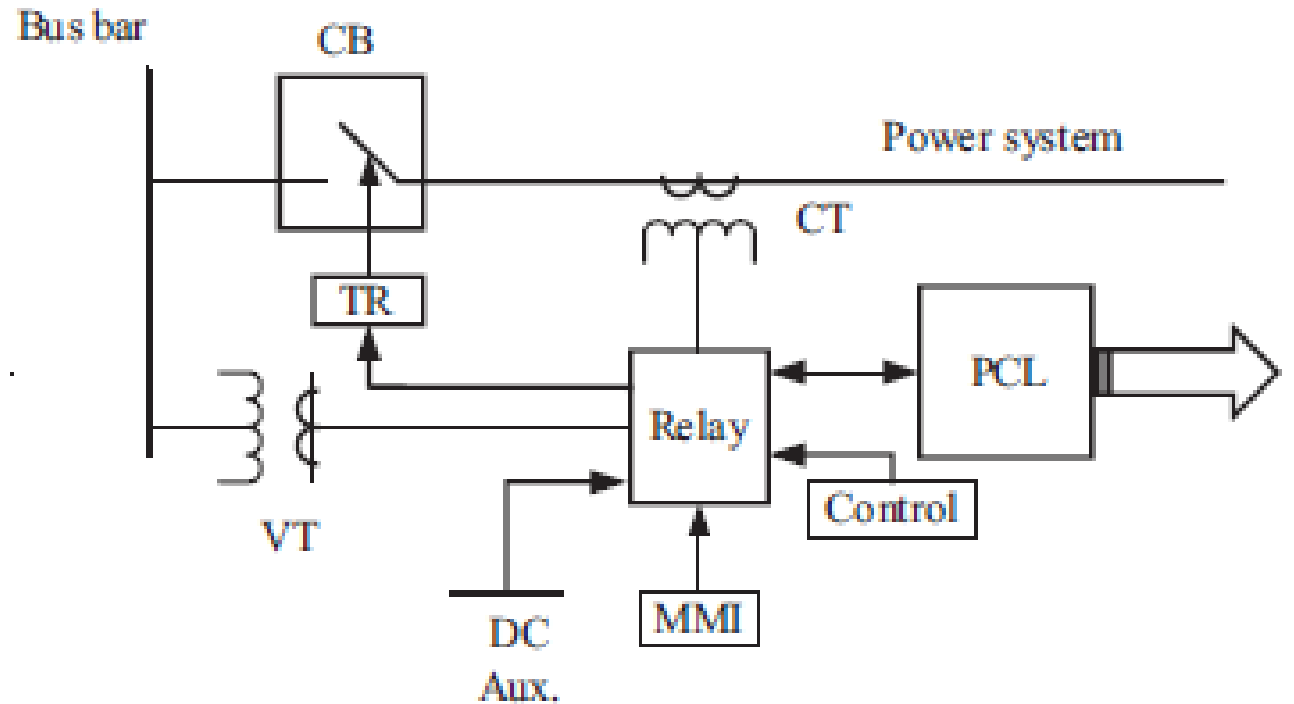 Bus bar
CB
Power system
CT
TR
PCL
Relay
Control
VT
MMI
DC
Aux.